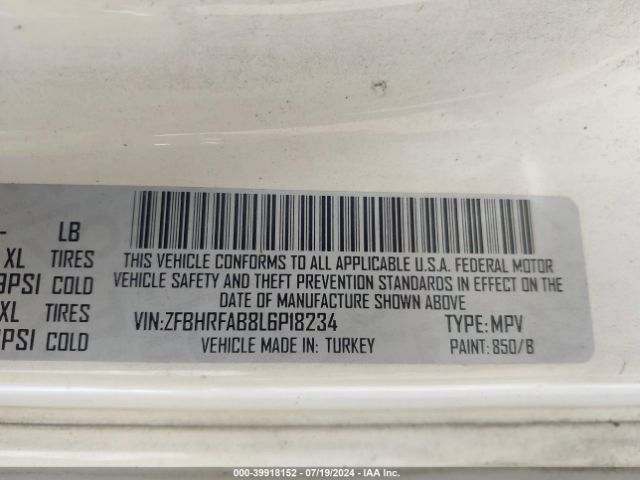 - LB
XL TIRES
PSI COLD
XL TIRES
PSI COLD
THIS VEHICLE CONFORMS TO ALL APPLICABLE U.S.A. FEDERAL MOTOR
VEHICLE SAFETY AND THEFT PREVENTION STANDARDS IN EFFECT ON THE
DATE OF MANUFACTURE SHOWN ABOVE
VIN:ZFBHRFAB8L6P18234 TYPE:MPV
VEHICLE MADE IN: TURKEY PAINT: 850/B
000-39918152 - 07/19/2024 - IAA Inc.